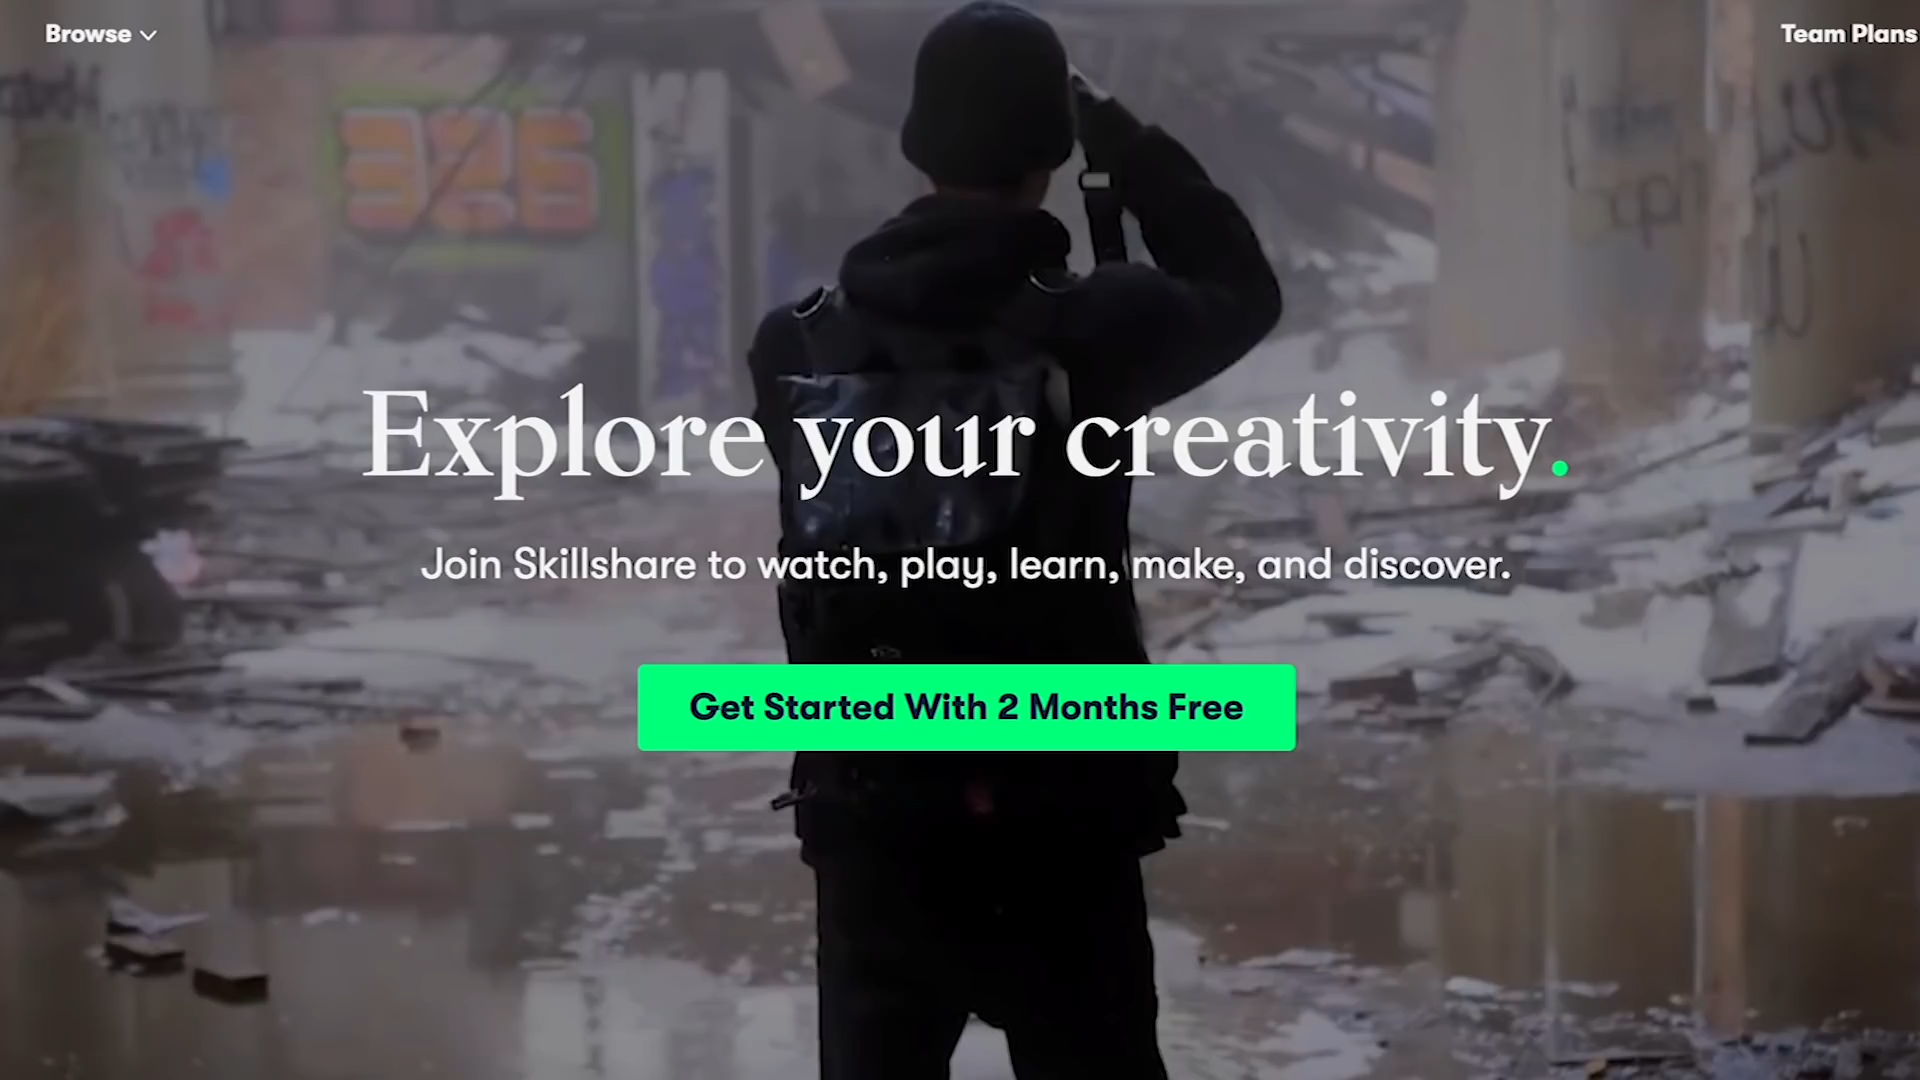 Browse
Team Plans
326
Explore your creativity.
Join Skillshare to watch, play, learn, make, and discover.
Get Started With 2 Months Free